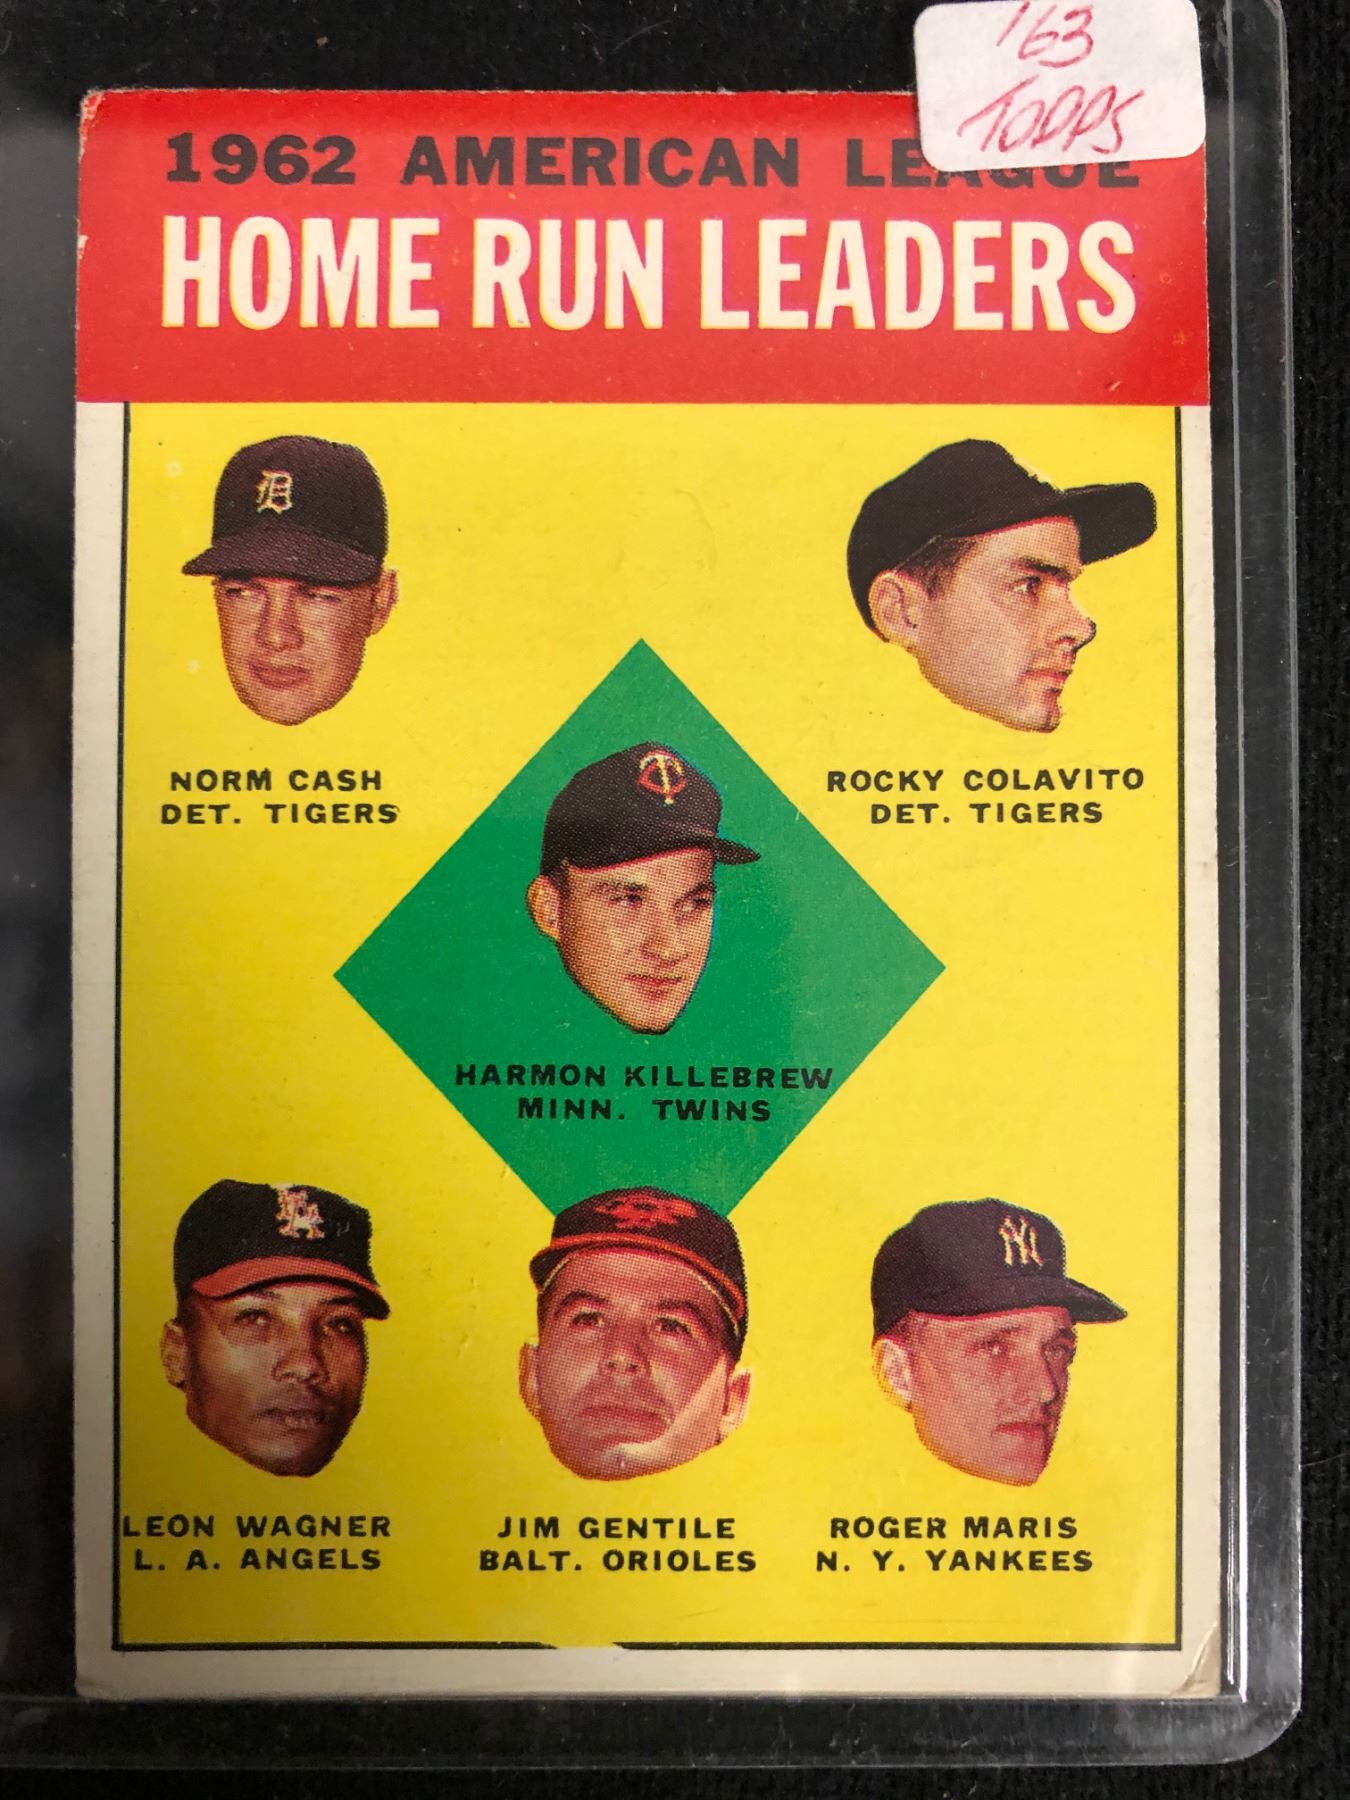 '63
TOPPS
1962 AMERICAN LEAGUE
HOME RUN LEADERS
NORM CASH
DET. TIGERS
ROCKY COLAVITO
DET. TIGERS
HARMON KILLEBREW
MINN. TWINS
LEON WAGNER
L. A. ANGELS
JIM GENTILE
BALT. ORIOLES
ROGER MARIS
N. Y. YANKEES